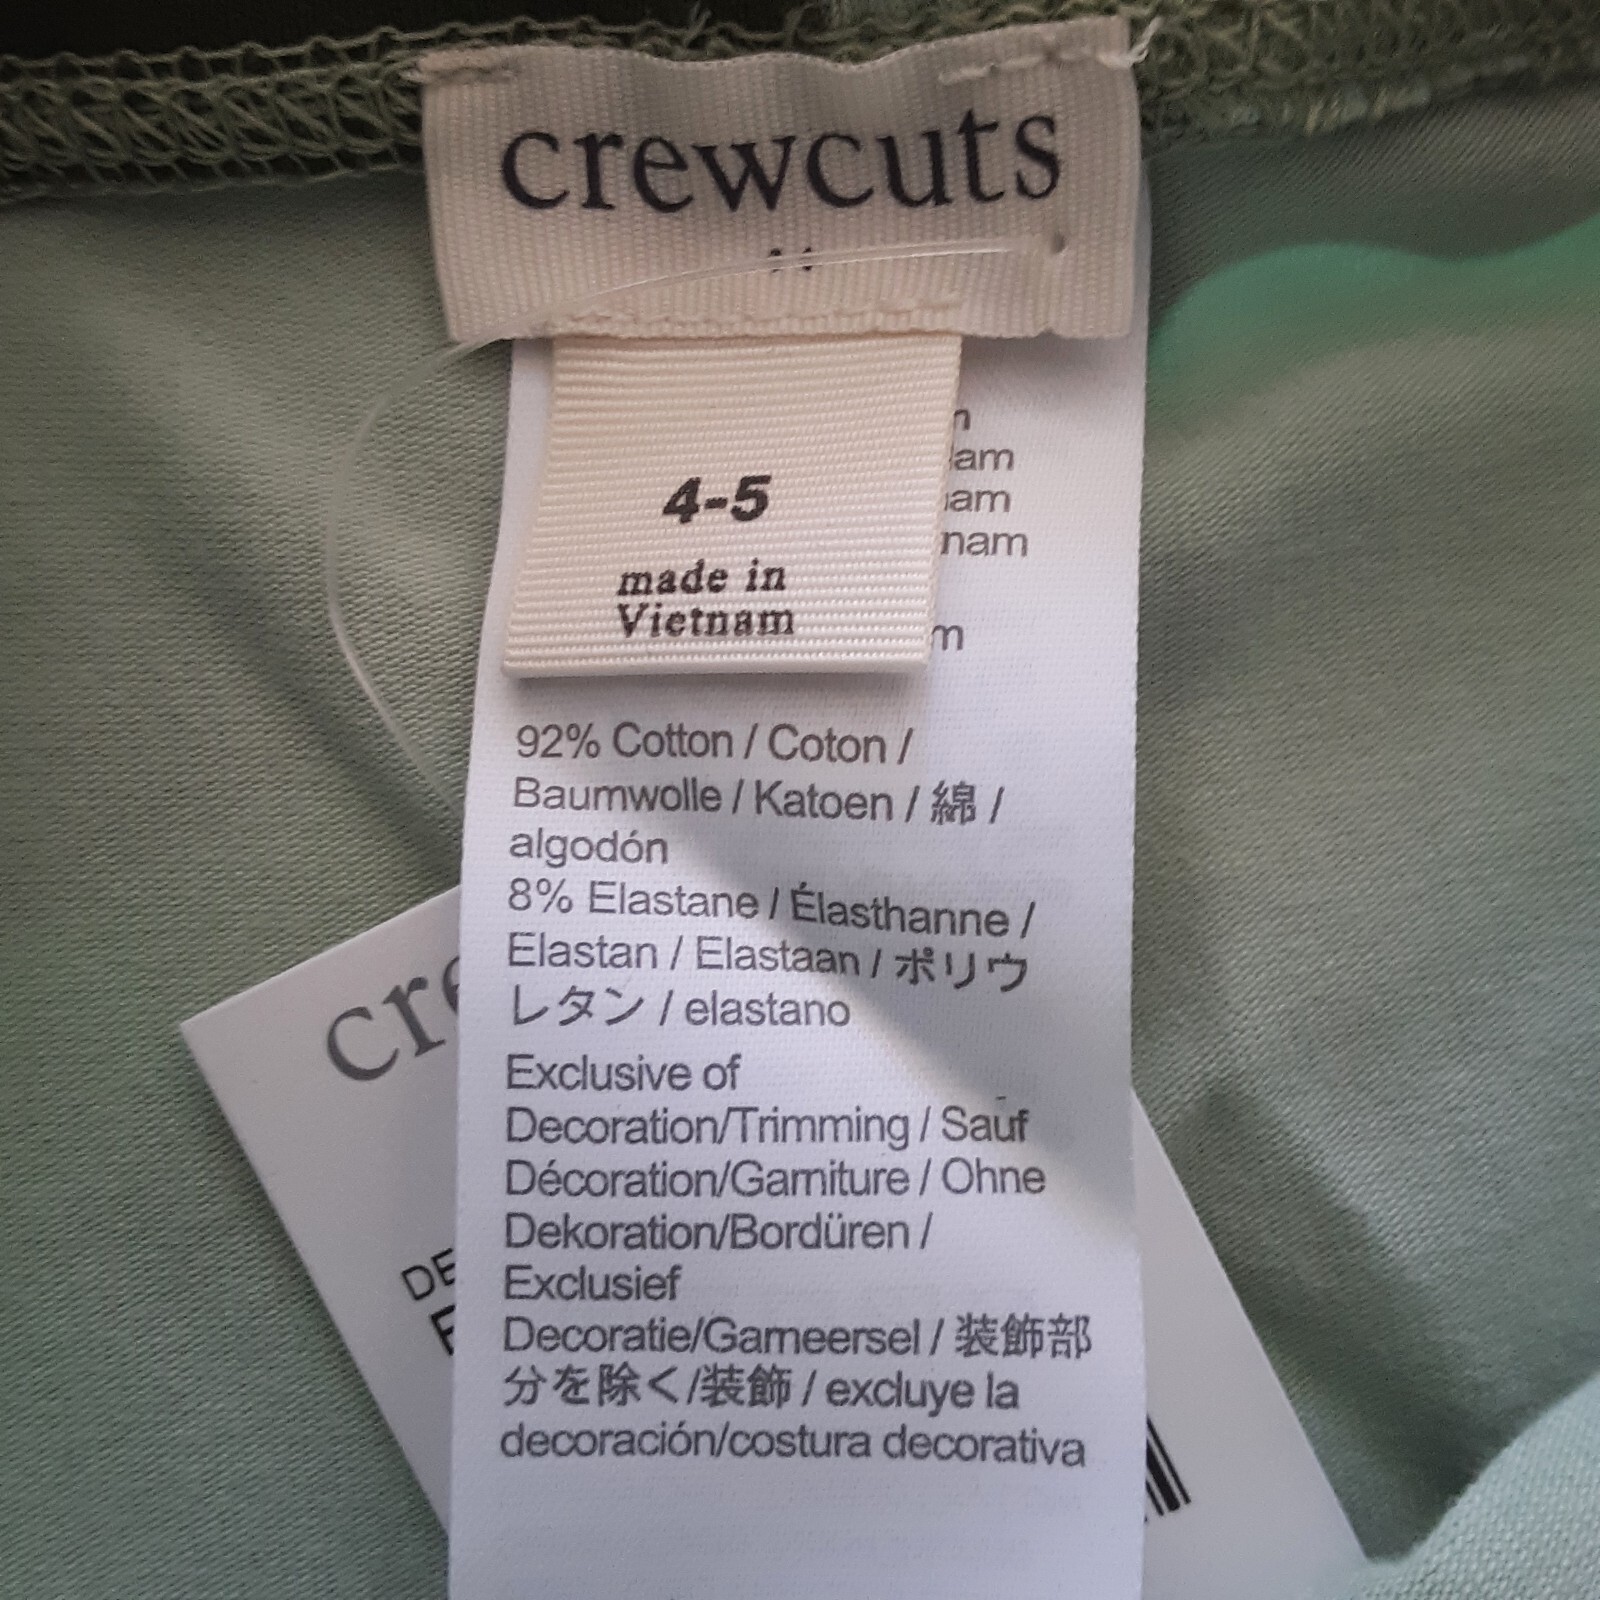 crewcuts
4-5
made in
Vietnam
92% Cotton / Coton /
Baumwolle / Katoen / 綿 /
algodón
8% Elastane / Élasthanne /
Elastan / Elastaan / ポリウ
レタン / elastano
Exclusive of
Decoration/Trimming / Sauf
Décoration/Garniture / Ohne
Dekoration/Bordüren /
Exclusief
Decoratie/Garneersel / 装飾部
分を除く/装飾 / excluye la
decoración/costura decorativa